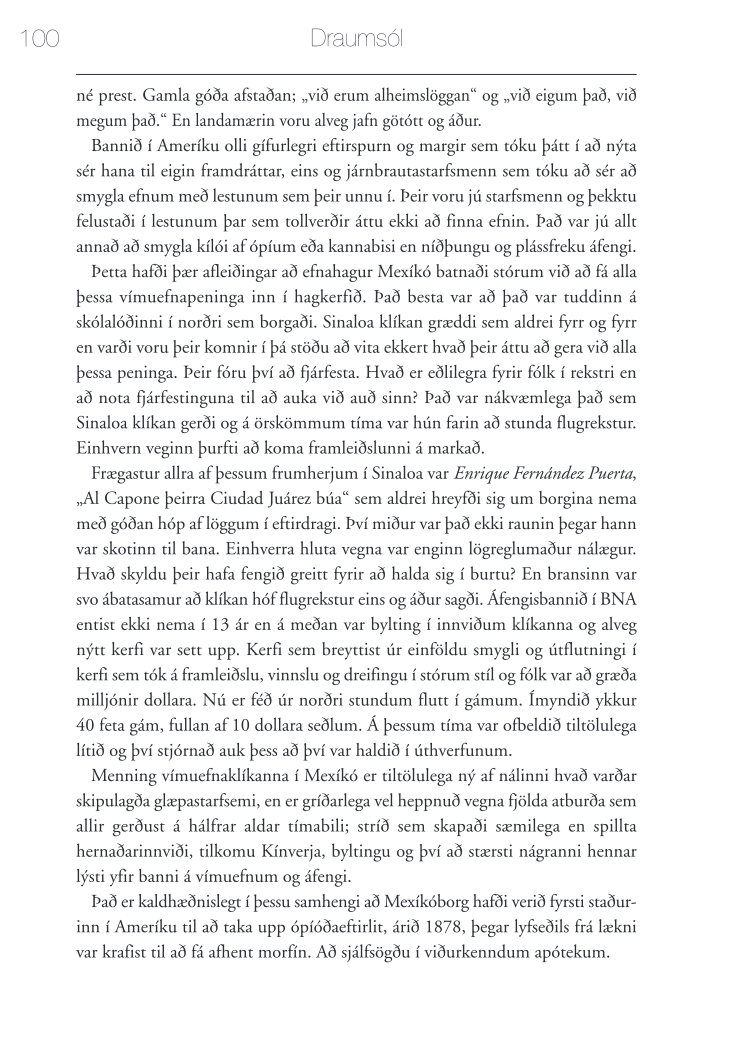 100
Draumsól
né prest. Gamla góða afstaðan; „við erum alheimslöggan“ og „við eigum það, við
megum það.“ En landamærin voru alveg jafn götótt og áður.
Bannið í Ameríku olli gífurlegri eftirspurn og margir sem tóku þátt í að nýta
sér hana til eigin framdráttar, eins og járnbrautastarfsmenn sem tóku að sér að
smygla efnum með lestunum sem þeir unnu í. Þeir voru jú starfsmenn og þekktu
felustaði í lestunum þar sem tollverðir áttu ekki að finna efnin. Það var jú allt
annað að smygla kílói af ópíum eða kannabisi en níðþungu og plássfreku áfengi.
Þetta hafði þær afleiðingar að efnahagur Mexíkó batnaði stórum við að fá alla
þessa vímuefnapeninga inn í hagkerfið. Það besta var að það var tuddinn á
skólalóðinni í norðri sem borgaði. Sinaloa klíkan græddi sem aldrei fyrr og fyrr
en varði voru þeir komnir í þá stöðu að vita ekkert hvað þeir áttu að gera við alla
þessa peninga. Þeir fóru því að fjárfesta. Hvað er eðlilegra fyrir fólk í rekstri en
að nota fjárfestinguna til að auka við auð sinn? Það var nákvæmlega það sem
Sinaloa klíkan gerði og á örskömmum tíma var hún farin að stunda flugrekstur.
Einhvern veginn þurfti að koma framleiðslunni á markað.
Frægastur allra af þessum frumherjum í Sinaloa var Enrique Fernández Puerta,
„Al Capone þeirra Ciudad Juárez búa“ sem aldrei hreyfði sig um borgina nema
með góðan hóp af löggum í eftirdragi. Því miður var það ekki raunin þegar hann
var skotinn til bana. Einhverra hluta vegna var enginn lögreglumaður nálægur.
Hvað skyldu þeir hafa fengið greitt fyrir að halda sig í burtu? En bransinn var
svo ábatasamur að klíkan hóf flugrekstur eins og áður sagði. Áfengisbannið í BNA
entist ekki nema í 13 ár en á meðan var bylting í innviðum klíkanna og alveg
nýtt kerfi var sett upp. Kerfi sem breyttist úr einföldu smygli og útflutningi í
kerfi sem tók á framleiðslu, vinnslu og dreifingu í stórum stíl og fólk var að græða
milljónir dollara. Nú er féð úr norðri stundum flutt í gámum. Ímyndið ykkur
40 feta gám, fullan af 10 dollara seðlum. Á þessum tíma var ofbeldið tiltölulega
lítið og því stjórnað auk þess að því var haldið í úthverfunum.
Menning vímuefnaklíkanna í Mexíkó er tiltölulega ný af nálinni hvað varðar
skipulagða glæpastarfsemi, en er gríðarlega vel heppnuð vegna fjölda atburða sem
allir gerðust á hálfrar aldar tímabili; stríð sem skapaði sæmilega en spillta
hernaðarinnviði, tilkomu Kínverja, byltingu og því að stærsti nágranni hennar
lýsti yfir banni á vímuefnum og áfengi.
Það er kaldhæðnislegt í þessu samhengi að Mexíkóborg hafði verið fyrsti staður-
inn í Ameríku til að taka upp ópíóðaeftirlit, árið 1878, þegar lyfseðils frá lækni
var krafist til að fá afhent morfín. Að sjálfsögðu í viðurkenndum apótekum.